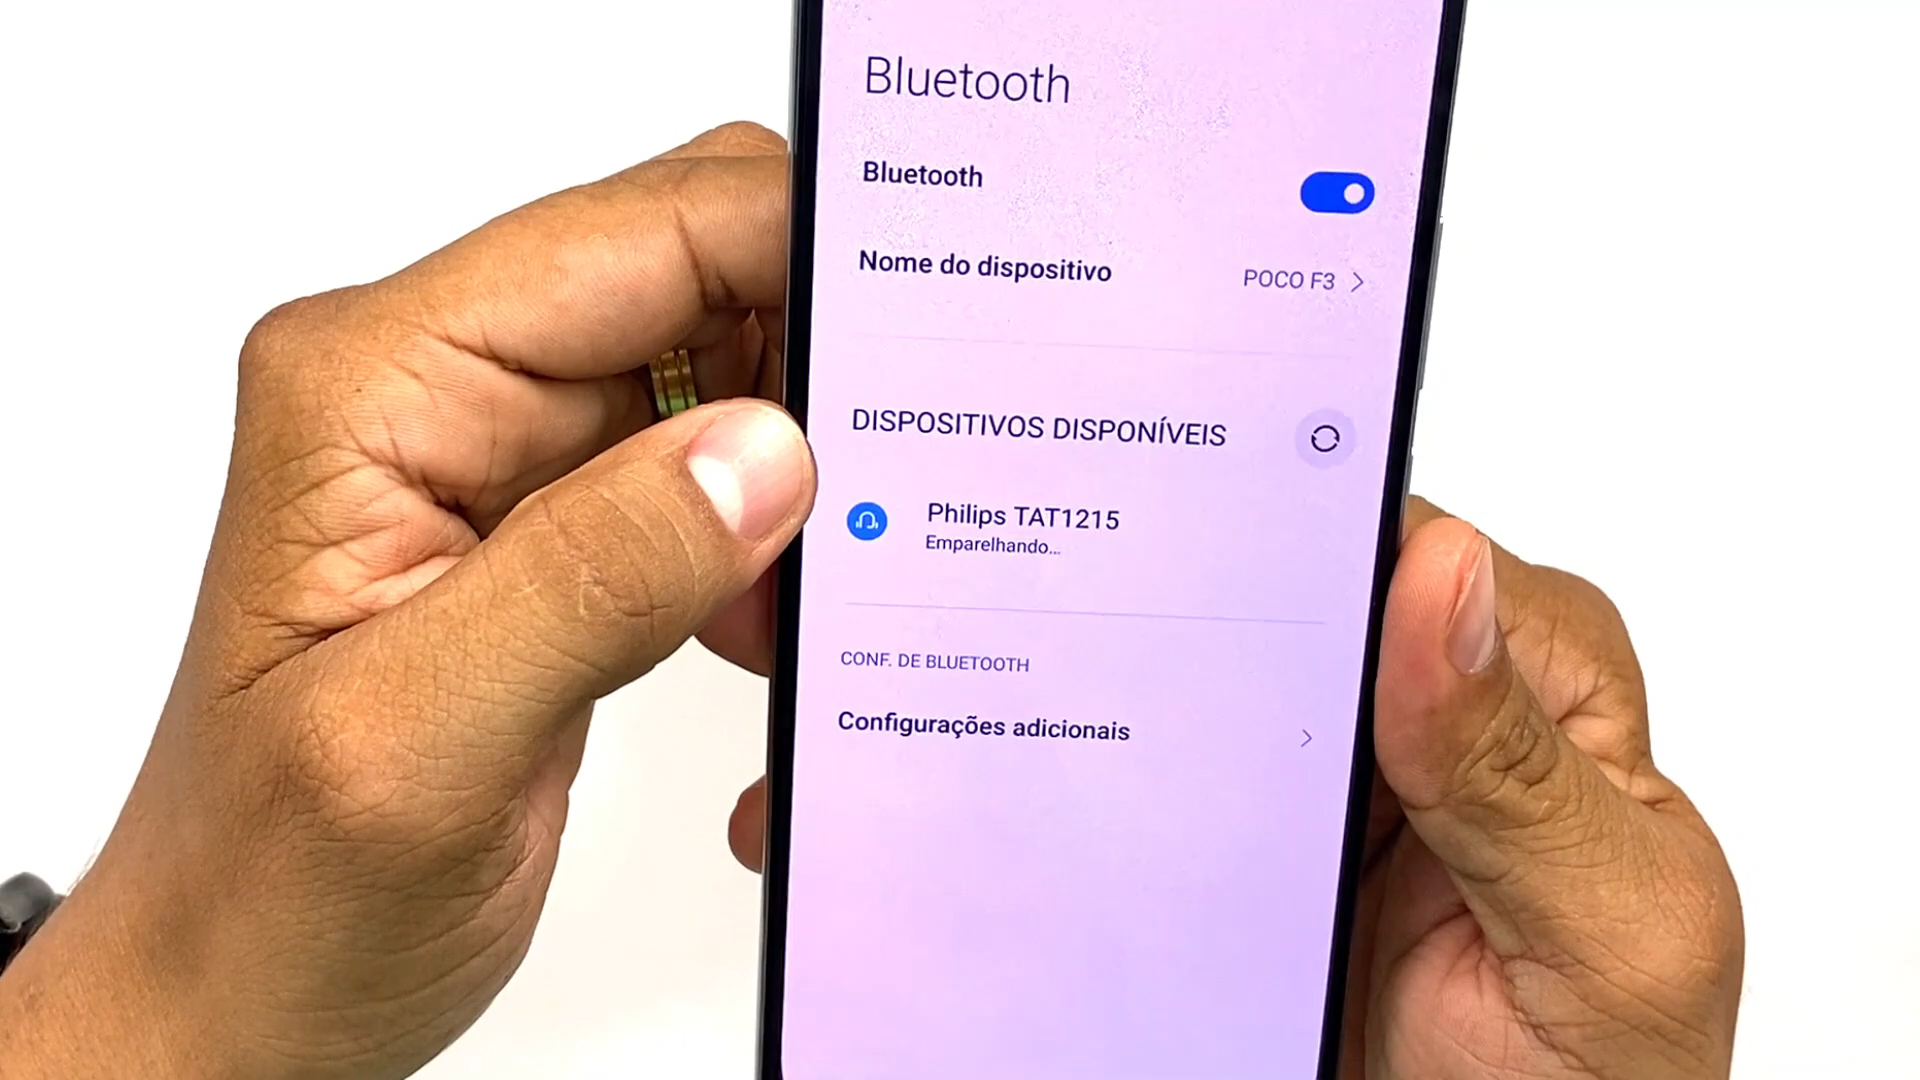 Bluetooth
Bluetooth
Nome do dispositivo
POCO F3
DISPOSITIVOS DISPONÍVEIS
Philips TAT1215
Emparelhando...
CONF. DE BLUETOOTH
Configurações adicionais